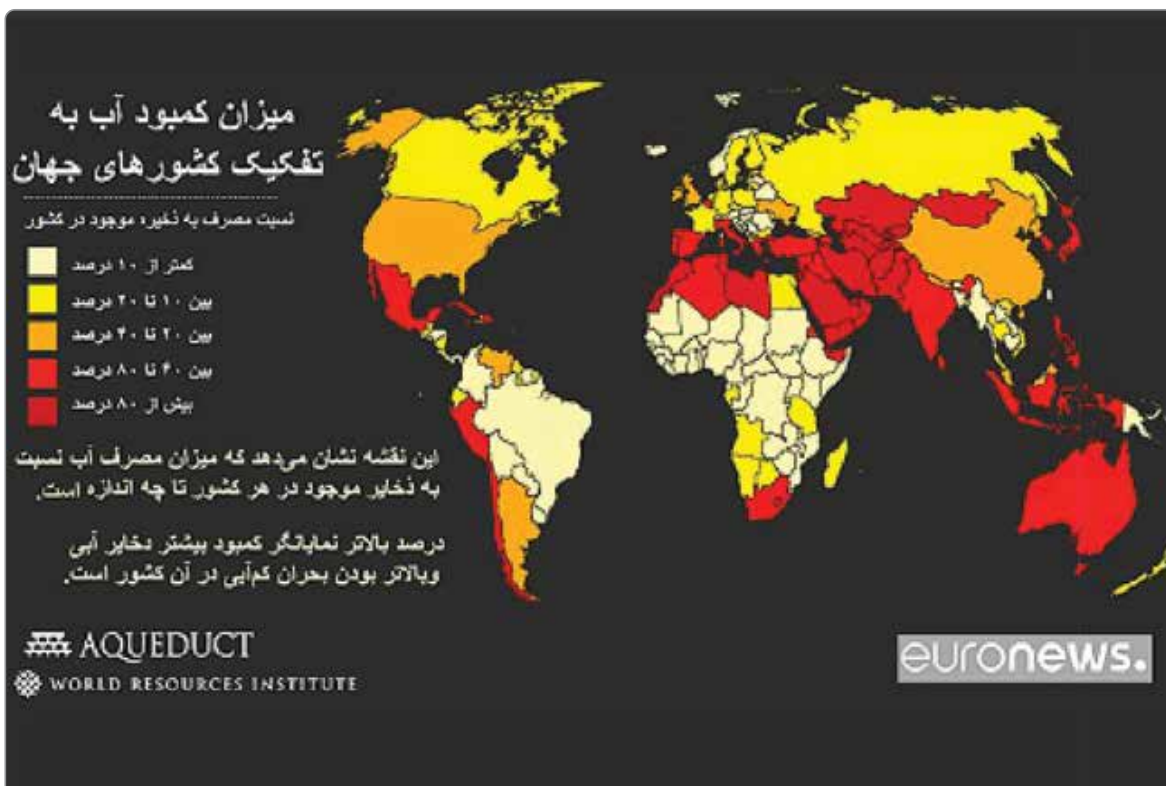 میزان کمبود آب به
تفکیک کشورهای جهان
نسبت مصرف به ذخیره موجود در کشور
کمتر از ۱۰ درصد
بین ۱۰ تا ۲۰ درصد
بین ۲۰ تا ۴۰ درصد
بین ۴۰ تا ۸۰ درصد
بیش از ۸۰ درصد
این نقشه نشان می‌دهد که میزان مصرف آب نسبت
به ذخایر موجود در هر کشور تا چه اندازه است.
درصد بالاتر نمایانگر کمبود بیشتر ذخایر آبی
وبالاتر بودن بحران کم‌آبی در آن کشور است.
AQUEDUCT
WORLD RESOURCES INSTITUTE
euronews.